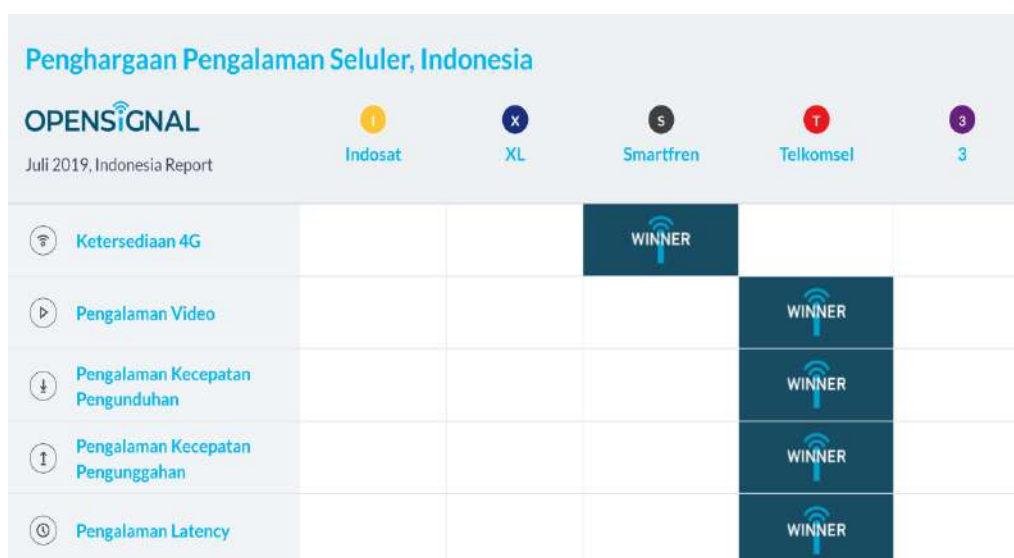 Penghargaan Pengalaman Seluler, Indonesia
OPENSIGNAL
Juli 2019, Indonesia Report
I
X
S
T
3
Indosat
XL
Smartfren
Telkomsel
3
Ketersediaan 4G
WINNER
Pengalaman Video
WINNER
Pengalaman Kecepatan
Pengunduhan
WINNER
Pengalaman Kecepatan
Pengunggahan
WINNER
Pengalaman Latency
WINNER